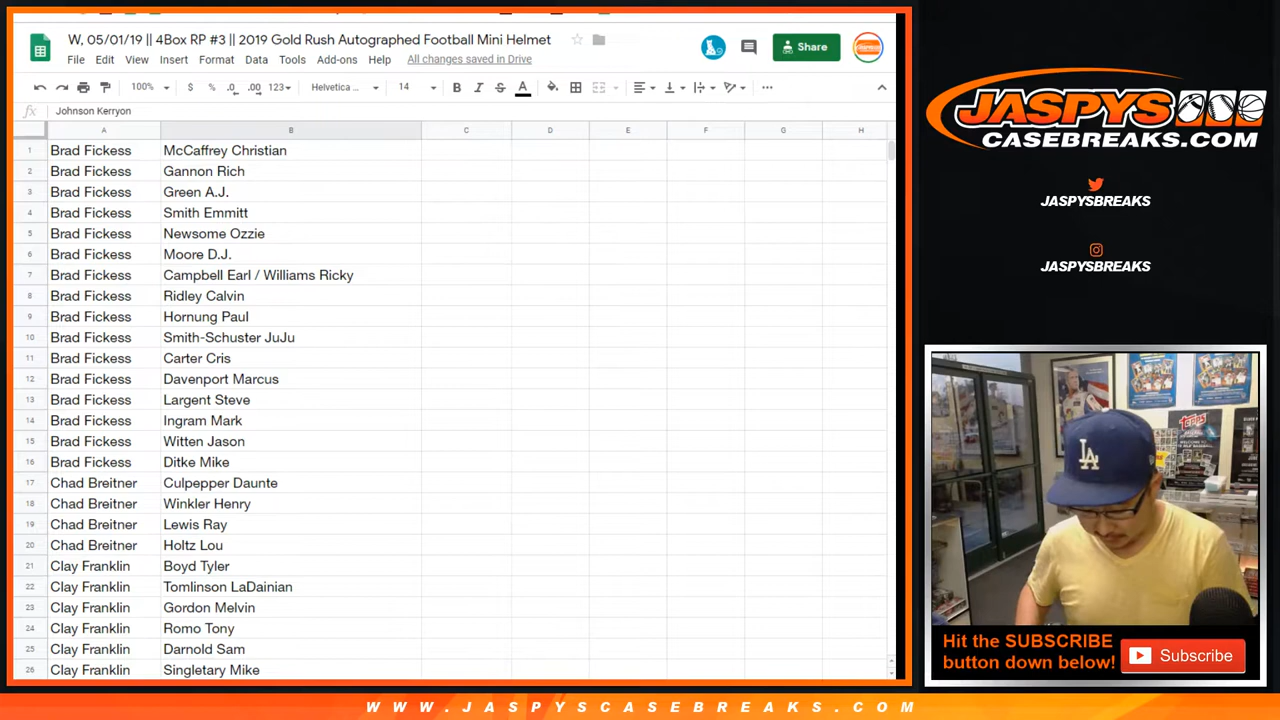 W, 05/01/19 || 4Box RP #3 || 2019 Gold Rush Autographed Football Mini Helmet
File Edit View Insert Format Data Tools Add-ons Help All changes saved in Drive
Share
100% $ % .0 .00 123 Helvetica ... 14 B I S A
fx Johnson Kerryon
A B C D E F G H
1 Brad Fickess McCaffrey Christian
2 Brad Fickess Gannon Rich
3 Brad Fickess Green A.J.
4 Brad Fickess Smith Emmitt
5 Brad Fickess Newsome Ozzie
6 Brad Fickess Moore D.J.
7 Brad Fickess Campbell Earl / Williams Ricky
8 Brad Fickess Ridley Calvin
9 Brad Fickess Hornung Paul
10 Brad Fickess Smith-Schuster JuJu
11 Brad Fickess Carter Cris
12 Brad Fickess Davenport Marcus
13 Brad Fickess Largent Steve
14 Brad Fickess Ingram Mark
15 Brad Fickess Witten Jason
16 Brad Fickess Ditke Mike
17 Chad Breitner Culpepper Daunte
18 Chad Breitner Winkler Henry
19 Chad Breitner Lewis Ray
20 Chad Breitner Holtz Lou
21 Clay Franklin Boyd Tyler
22 Clay Franklin Tomlinson LaDainian
23 Clay Franklin Gordon Melvin
24 Clay Franklin Romo Tony
25 Clay Franklin Darnold Sam
26 Clay Franklin Singletary Mike
JASPYS
CASEBREAKS.COM
JASPYSBREAKS
JASPYSBREAKS
LA
topps
Hit the SUBSCRIBE
button down below!
Subscribe
WWW.JASPYSCASEBREAKS.COM